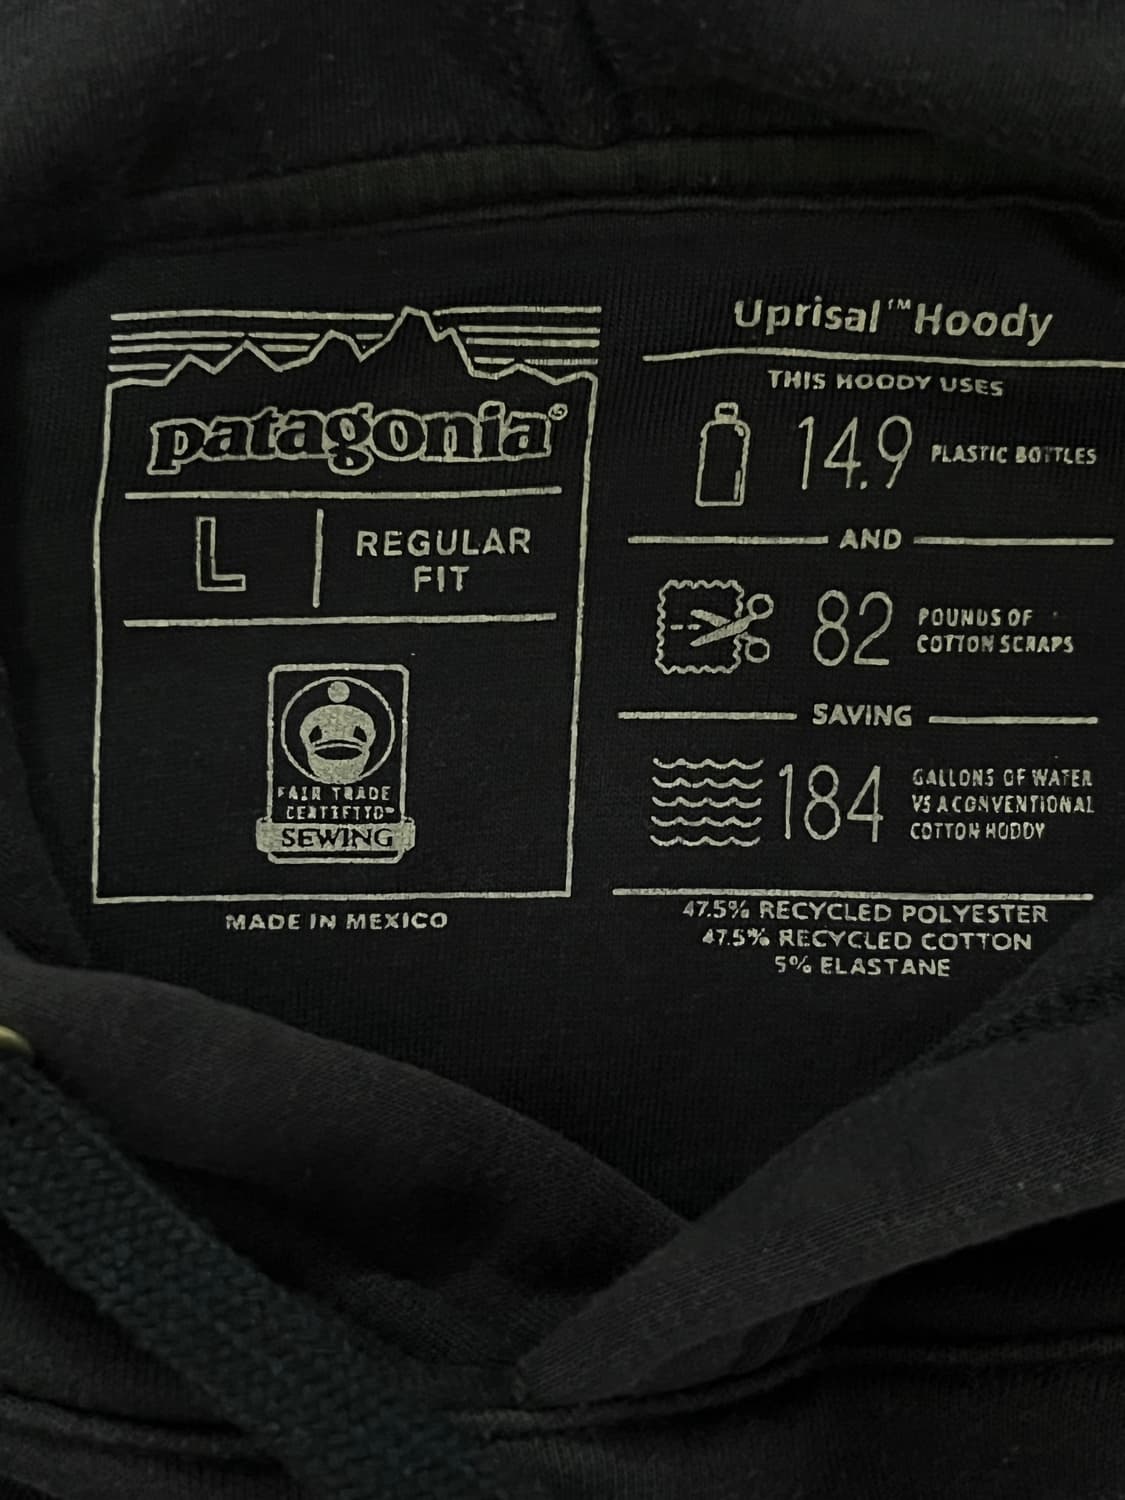 patagonia®
L
REGULAR
FIT
FAIR TRADE
CERTIFIED™
SEWING
MADE IN MEXICO
Uprisal™ Hoody
THIS HOODY USES
14.9 PLASTIC BOTTLES
AND
82 POUNDS OF
COTTON SCRAPS
SAVING
184 GALLONS OF WATER
VS A CONVENTIONAL
COTTON HOODY
47.5% RECYCLED POLYESTER
47.5% RECYCLED COTTON
5% ELASTANE